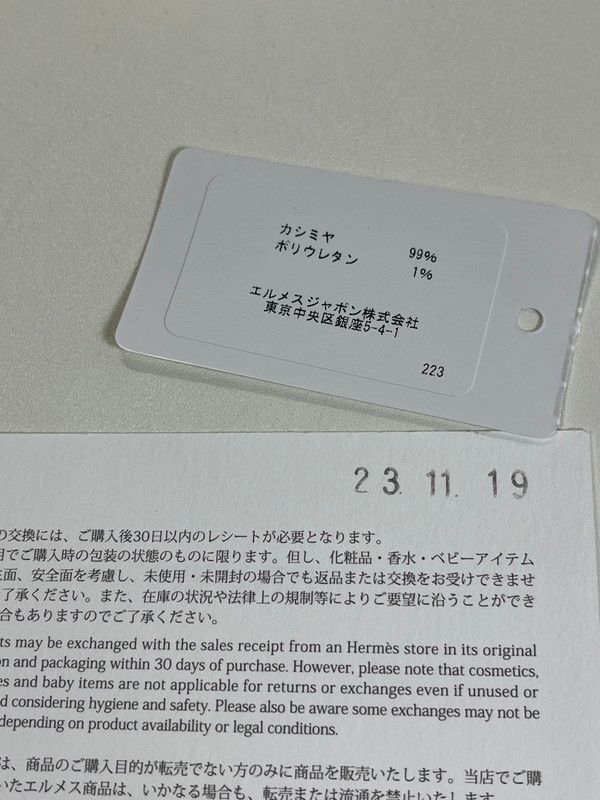 カシミヤ 99%
ポリウレタン 1%
エルメスジャポン株式会社
東京中央区銀座5-4-1
223
23.11.19
の交換には、ご購入後30日以内のレシートが必要となります。
用でご購入時の包装の状態のものに限ります。但し、化粧品・香水・ベビーアイテム
面、安全面を考慮し、未使用・未開封の場合でも返品または交換をお受けできませ
了承ください。また、在庫の状況や法律上の規制等によりご要望に沿うことができ
合もありますのでご了承ください。
ts may be exchanged with the sales receipt from an Hermès store in its original
on and packaging within 30 days of purchase. However, please note that cosmetics,
es and baby items are not applicable for returns or exchanges even if unused or
d considering hygiene and safety. Please also be aware some exchanges may not be
depending on product availability or legal conditions.
は、商品のご購入目的が転売でない方のみに商品を販売いたします。当店でご購
いたエルメス商品は、いかなる場合も、転売または流通を禁止いたします。